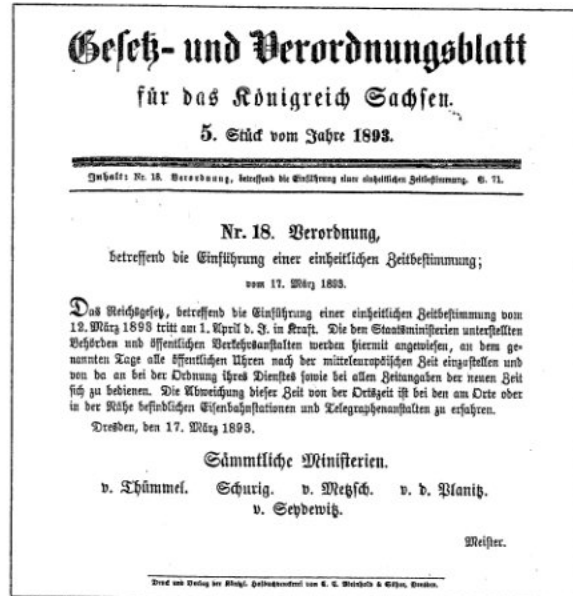 Gesetz- und Verordnungsblatt
für das Königreich Sachsen.
5. Stück vom Jahre 1893.
Inhalt: Nr. 18. Verordnung, betreffend die Einführung einer einheitlichen Zeitbestimmung. S. 71.
Nr. 18. Verordnung,
betreffend die Einführung einer einheitlichen Zeitbestimmung;
vom 17. März 1893.
Das Reichsgesetz, betreffend die Einführung einer einheitlichen Zeitbestimmung vom
12. März 1893 tritt am 1. April d. J. in Kraft. Die den Staatsministerien unterstellten
Behörden und öffentlichen Verkehrsanstalten werden hiermit angewiesen, an dem ge-
nannten Tage alle öffentlichen Uhren nach der mitteleuropäischen Zeit einzustellen und
von da an bei der Ordnung ihres Dienstes sowie bei allen Zeitangaben der neuen Zeit
sich zu bedienen. Die Abweichung dieser Zeit von der Ortszeit ist bei den am Orte oder
in der Nähe befindlichen Eisenbahnstationen und Telegraphenanstalten zu erfahren.
Dresden, den 17. März 1893.
Sämmtliche Ministerien.
v. Thümmel. Schurig. v. Metzsch. v. d. Planitz.
v. Seydewitz.
Meister.
Druck und Verlag der Königl. Hofbuchdruckerei von C. C. Meinhold & Söhne, Dresden.